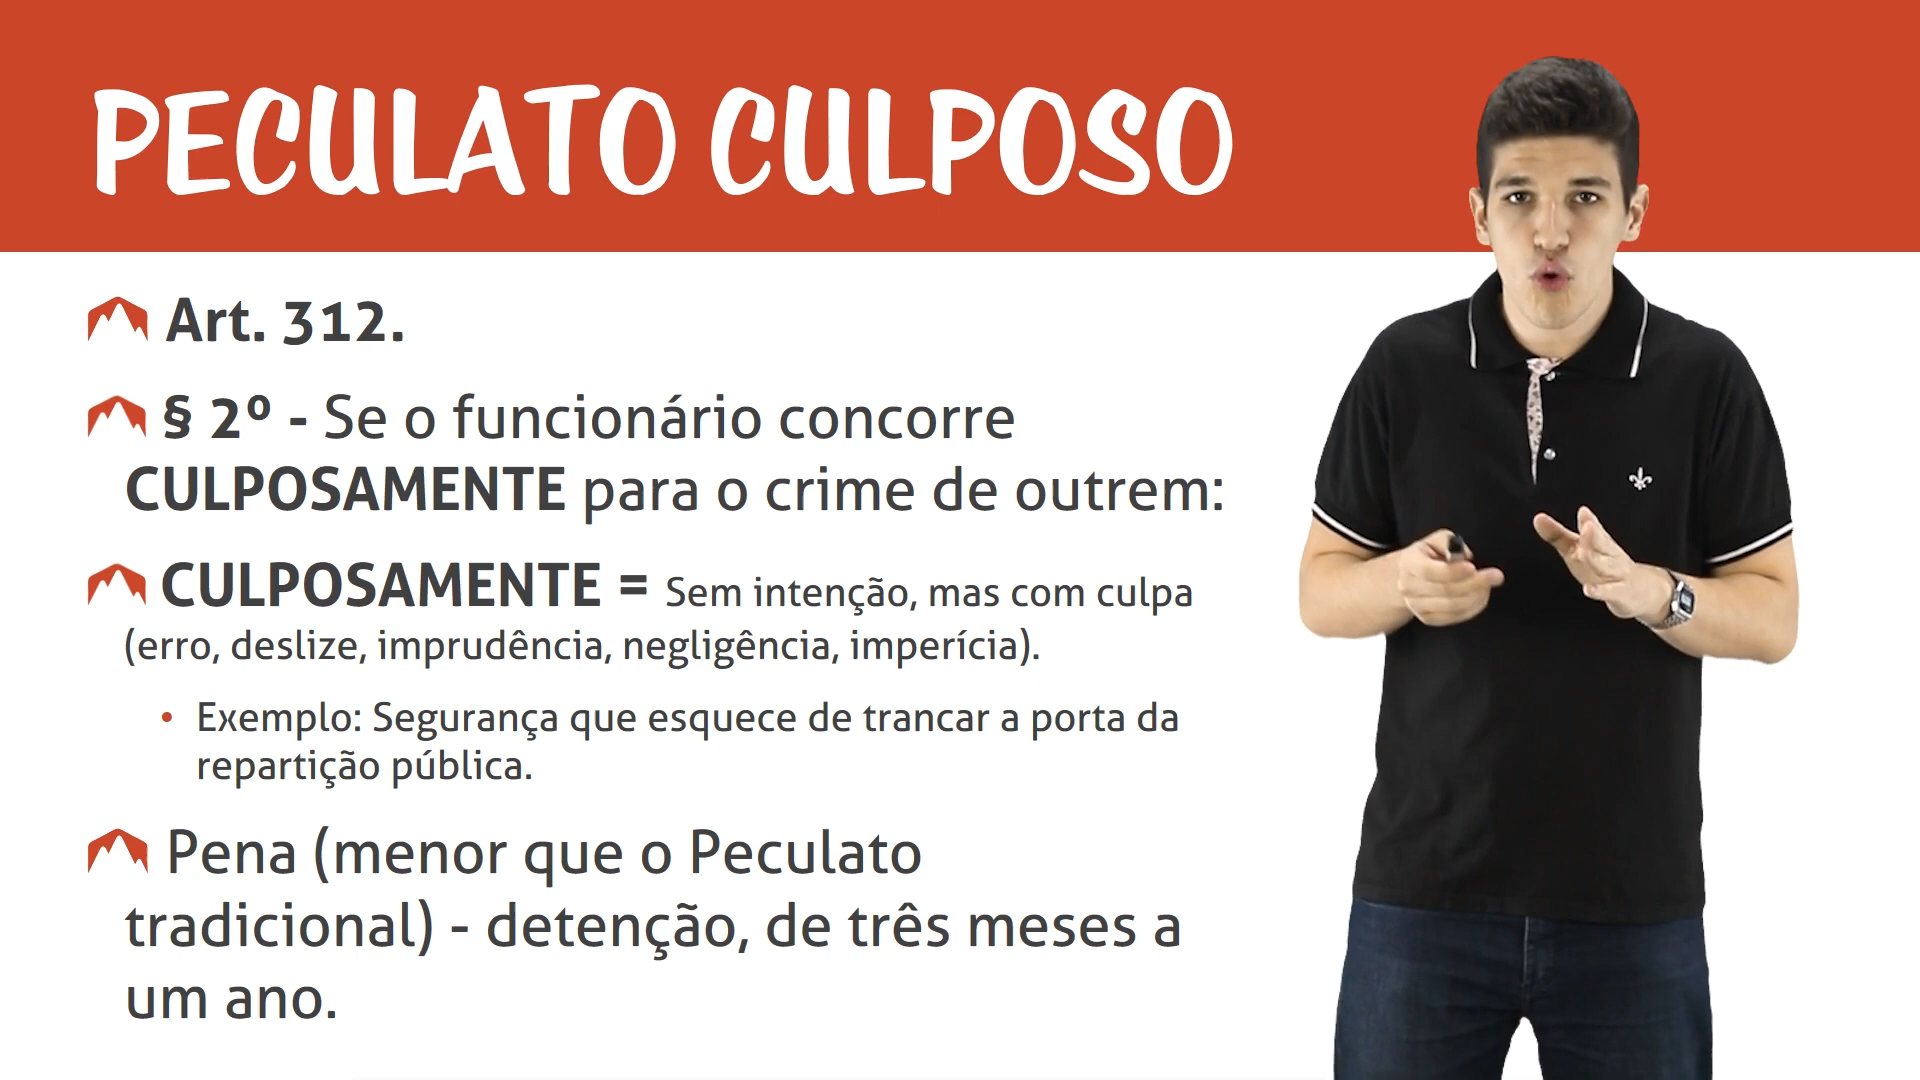 PECULATO CULPOSO
Art. 312.
§ 2º - Se o funcionário concorre
CULPOSAMENTE para o crime de outrem:
CULPOSAMENTE = Sem intenção, mas com culpa
(erro, deslize, imprudência, negligência, imperícia).
• Exemplo: Segurança que esquece de trancar a porta da
repartição pública.
Pena (menor que o Peculato
tradicional) - detenção, de três meses a
um ano.